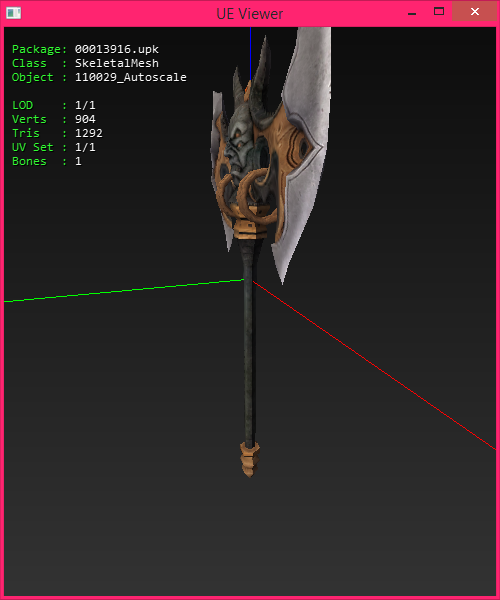 UE Viewer
Package: 00013916.upk
Class  : SkeletalMesh
Object : 110029_Autoscale
LOD    : 1/1
Verts  : 904
Tris   : 1292
UV Set : 1/1
Bones  : 1